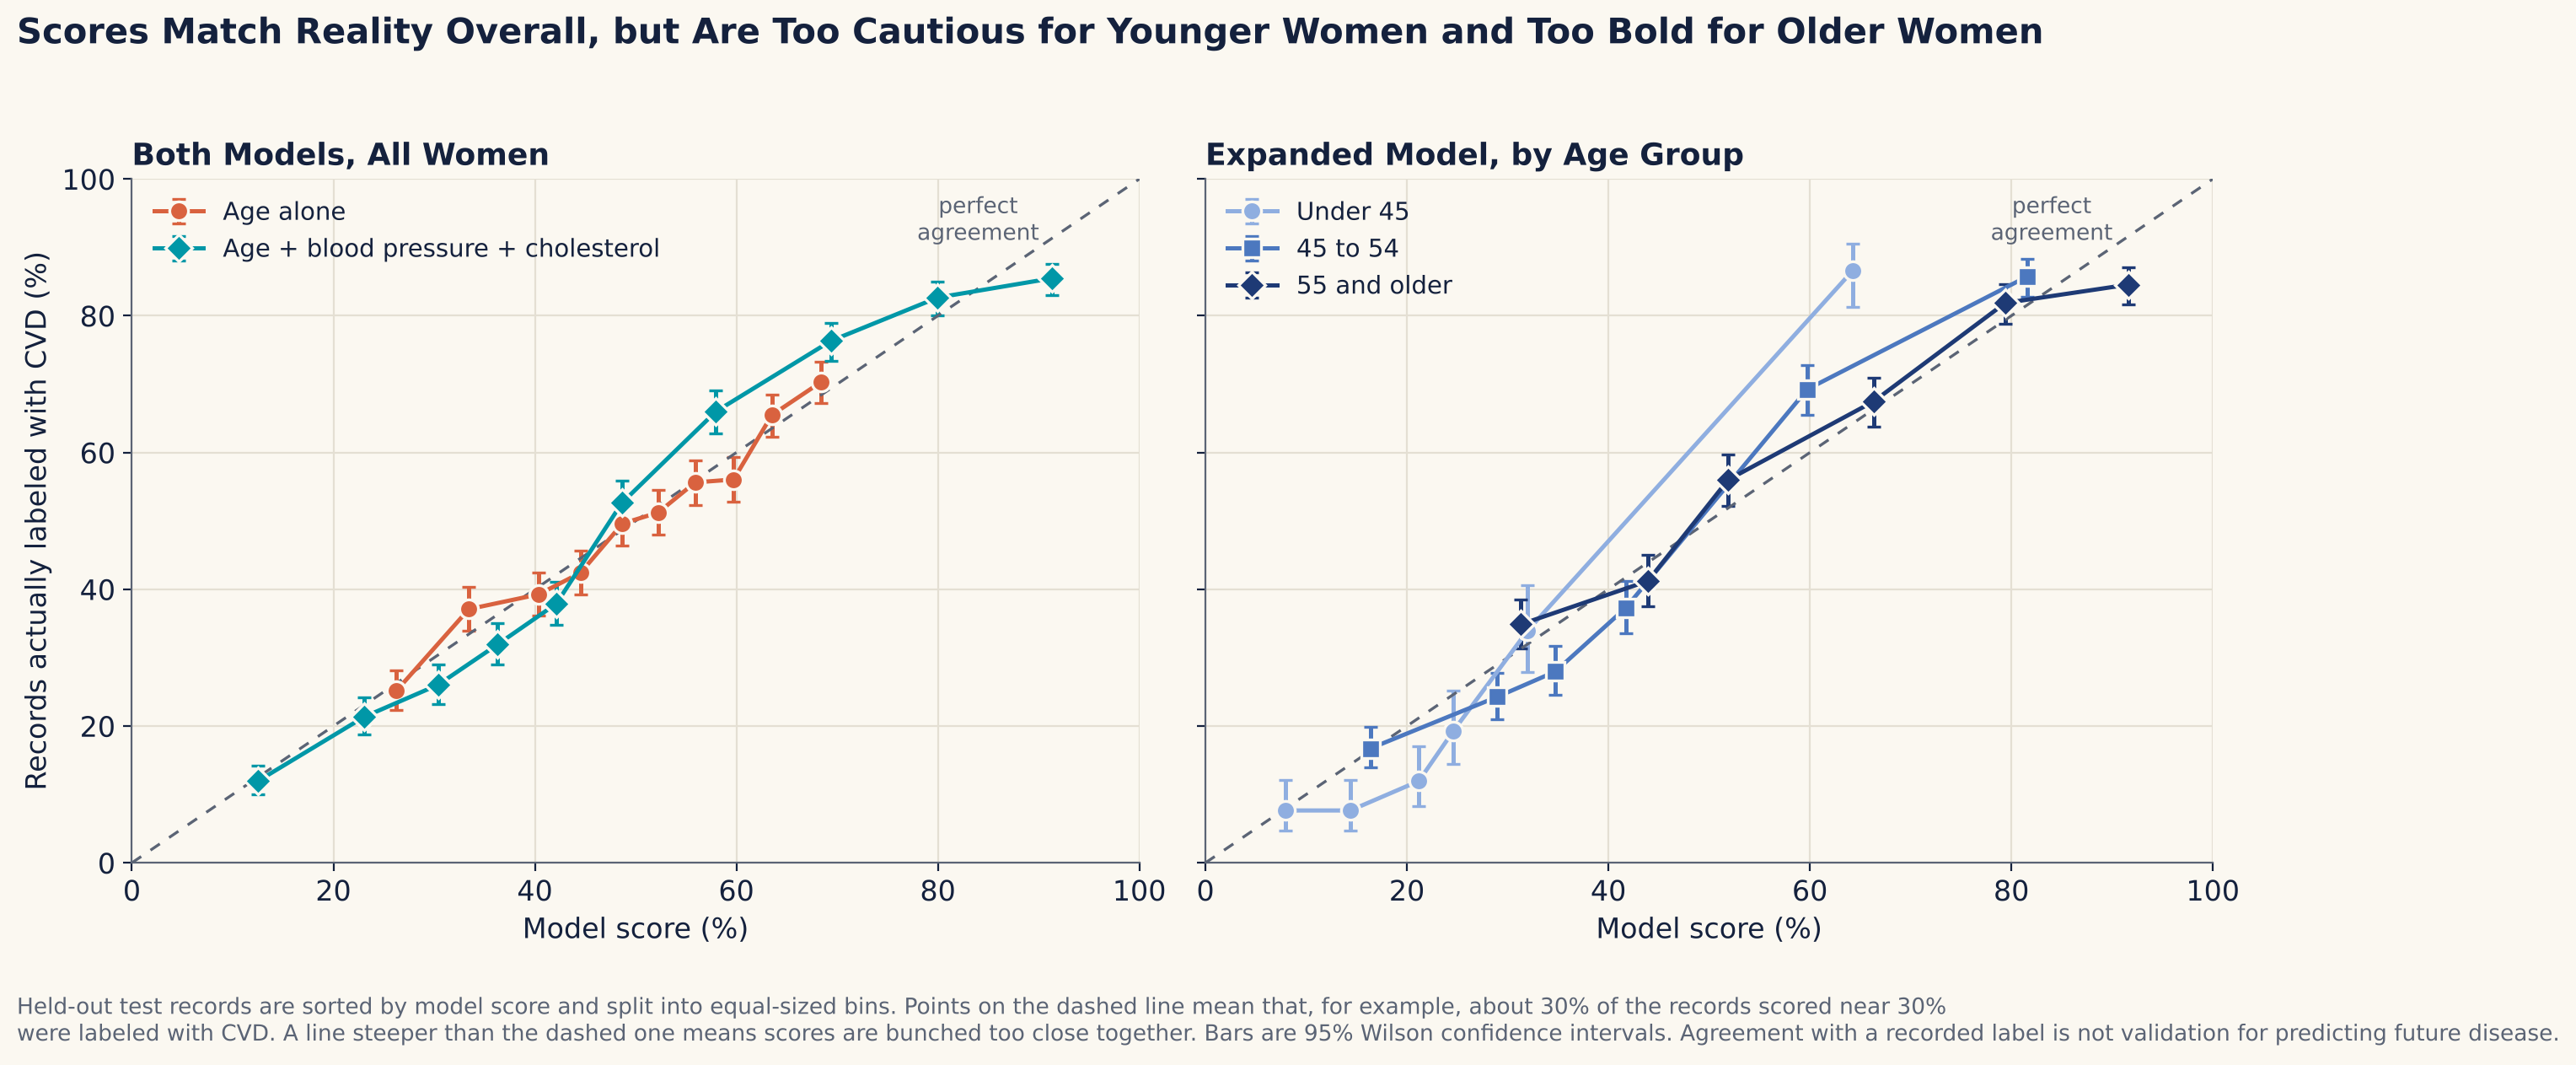 Scores Match Reality Overall, but Are Too Cautious for Younger Women and Too Bold for Older Women
Both Models, All Women
Records actually labeled with CVD (%)
100
80
60
40
20
0
Age alone
Age + blood pressure + cholesterol
perfect
agreement
0 20 40 60 80 100
Model score (%)
Expanded Model, by Age Group
Under 45
45 to 54
55 and older
perfect
agreement
0 20 40 60 80 100
Model score (%)
Held-out test records are sorted by model score and split into equal-sized bins. Points on the dashed line mean that, for example, about 30% of the records scored near 30%
were labeled with CVD. A line steeper than the dashed one means scores are bunched too close together. Bars are 95% Wilson confidence intervals. Agreement with a recorded label is not validation for predicting future disease.